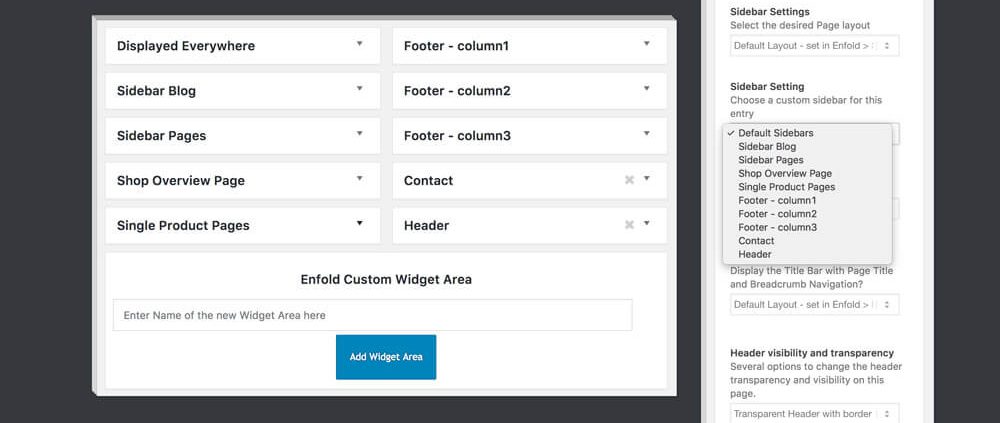 Displayed Everywhere
Sidebar Blog
Sidebar Pages
Shop Overview Page
Single Product Pages
Footer - column1
Footer - column2
Footer - column3
Contact
Header
Enfold Custom Widget Area
Enter Name of the new Widget Area here
Add Widget Area
Sidebar Settings
Select the desired Page layout
Default Layout - set in Enfold >
Sidebar Setting
Choose a custom sidebar for this
entry
Default Sidebars
Sidebar Blog
Sidebar Pages
Shop Overview Page
Single Product Pages
Footer - column1
Footer - column2
Footer - column3
Contact
Header
Display the Title Bar with Page Title
and Breadcrumb Navigation?
Default Layout - set in Enfold >
Header visibility and transparency
Several options to change the header
transparency and visibility on this
page.
Transparent Header with border